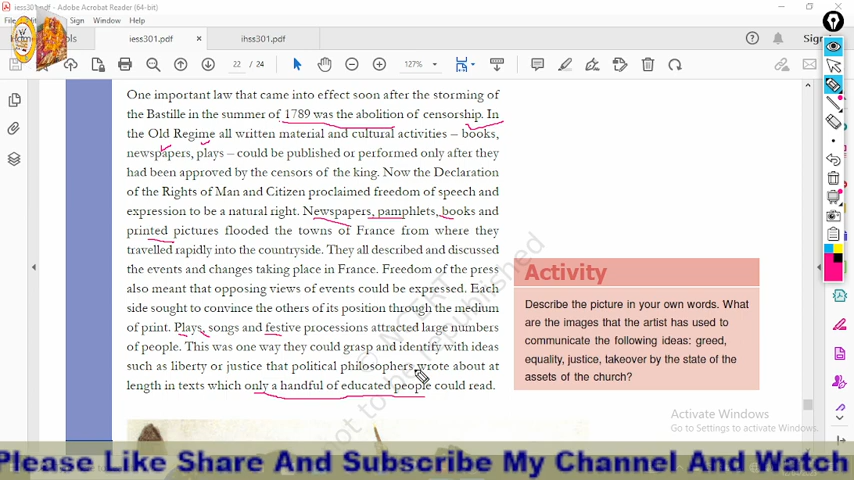 iess301.pdf - Adobe Acrobat Reader (64-bit)
Sign Window Help
iess301.pdf
ihss301.pdf
22 / 24
127%
One important law that came into effect soon after the storming of
the Bastille in the summer of 1789 was the abolition of censorship. In
the Old Regime all written material and cultural activities – books,
newspapers, plays – could be published or performed only after they
had been approved by the censors of the king. Now the Declaration
of the Rights of Man and Citizen proclaimed freedom of speech and
expression to be a natural right. Newspapers, pamphlets, books and
printed pictures flooded the towns of France from where they
travelled rapidly into the countryside. They all described and discussed
the events and changes taking place in France. Freedom of the press
also meant that opposing views of events could be expressed. Each
side sought to convince the others of its position through the medium
of print. Plays, songs and festive processions attracted large numbers
of people. This was one way they could grasp and identify with ideas
such as liberty or justice that political philosophers wrote about at
length in texts which only a handful of educated people could read.
© NCERT
not to be republished
Activity
Describe the picture in your own words. What
are the images that the artist has used to
communicate the following ideas: greed,
equality, justice, takeover by the state of the
assets of the church?
Activate Windows
Go to Settings to activate Windows.
Please Like Share And Subscribe My Channel And Watch